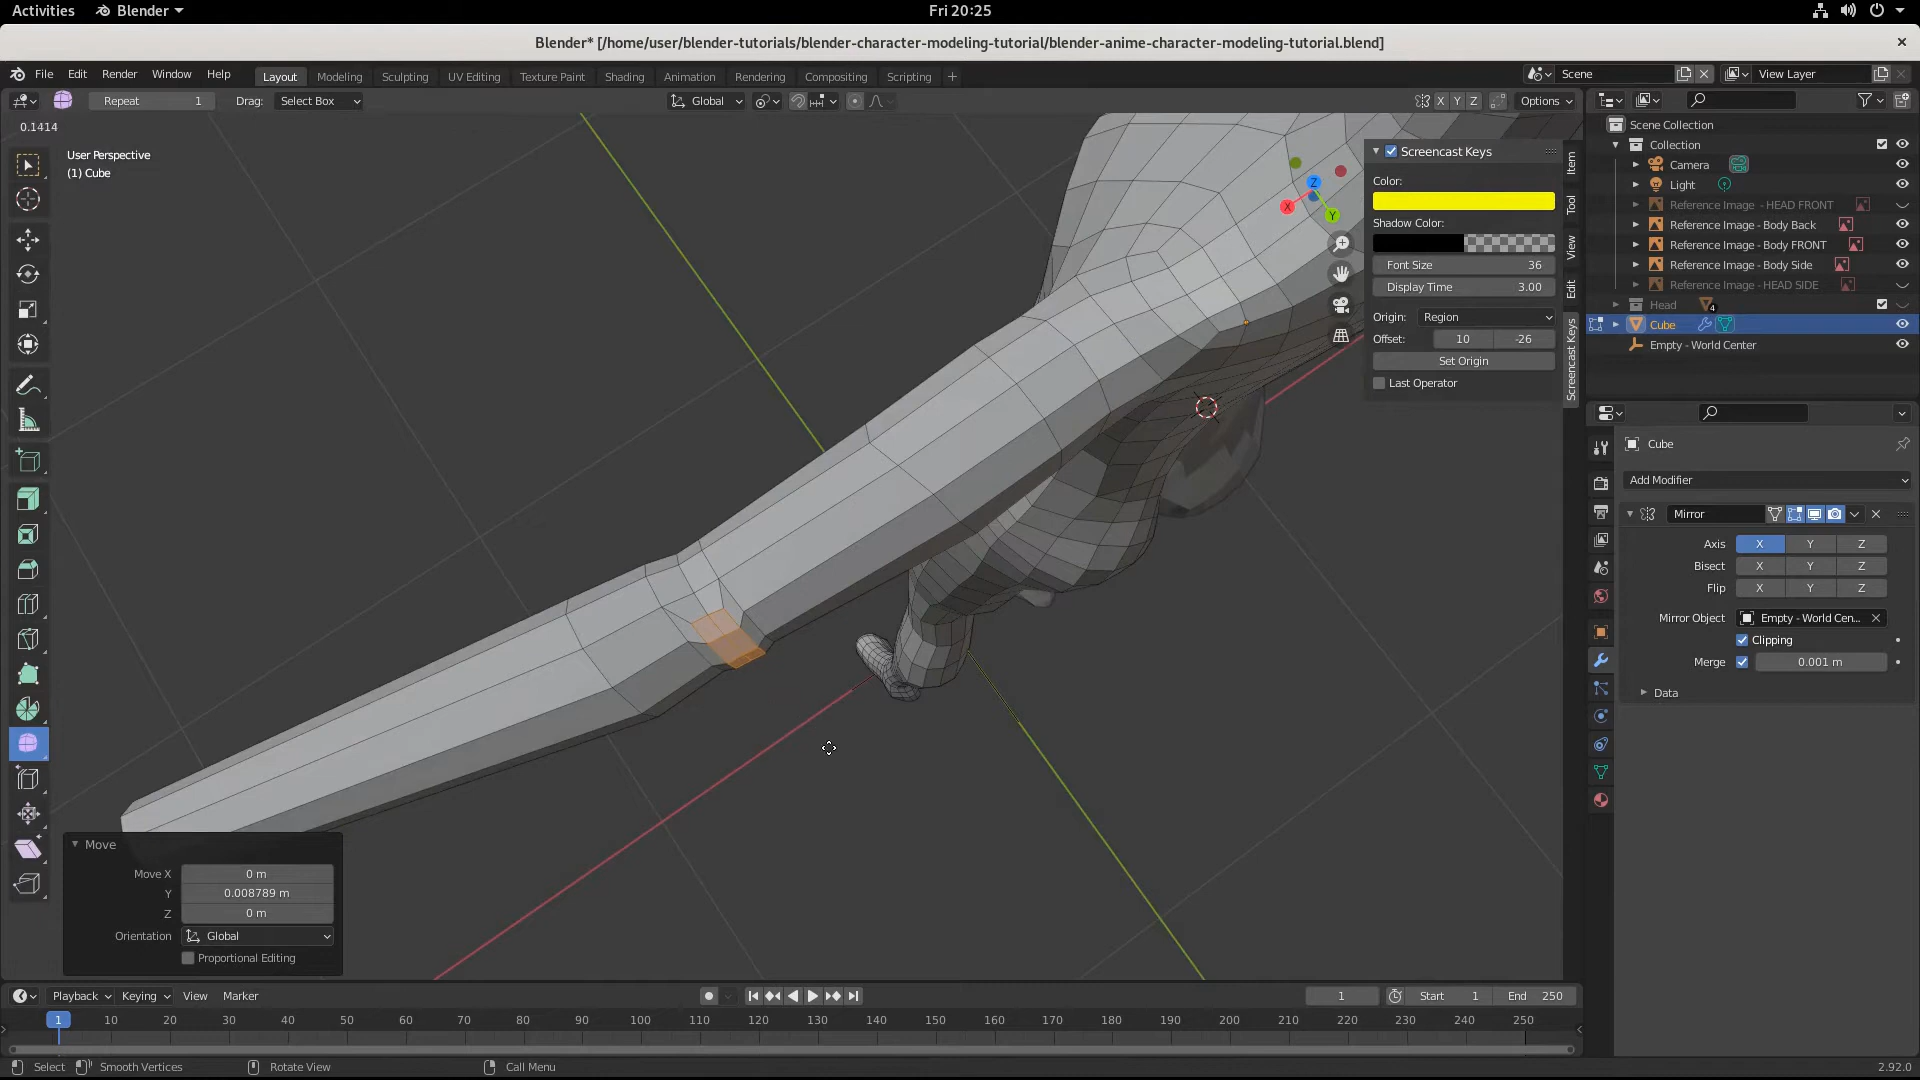 Activities Blender Fri 20:25
Blender* [/home/user/blender-tutorials/blender-character-modeling-tutorial/blender-anime-character-modeling-tutorial.blend]
File Edit Render Window Help Layout Modeling Sculpting UV Editing Texture Paint Shading Animation Rendering Compositing Scripting + Scene View Layer
Repeat 1 Drag: Select Box Global X Y Z Options
0.1414
User Perspective
(1) Cube
Screencast Keys
Color:
Shadow Color:
Font Size 36
Display Time 3.00
Origin: Region
Offset: 10 -26
Set Origin
Last Operator
Item
Tool
View
Edit
Screencast Keys
Z
X
Y
Scene Collection
Collection
Camera
Light
Reference Image - HEAD FRONT
Reference Image - Body Back
Reference Image - Body FRONT
Reference Image - Body Side
Reference Image - HEAD SIDE
Head 4
Cube
Empty - World Center
Cube
Add Modifier
Mirror
Axis X Y Z
Bisect X Y Z
Flip X Y Z
Mirror Object Empty - World Cen...
Clipping
Merge 0.001 m
Data
Move
Move X 0 m
Y 0.008789 m
Z 0 m
Orientation Global
Proportional Editing
Playback Keying View Marker 1 Start 1 End 250
1 10 20 30 40 50 60 70 80 90 100 110 120 130 140 150 160 170 180 190 200 210 220 230 240 250
Select Smooth Vertices Rotate View Call Menu 2.92.0